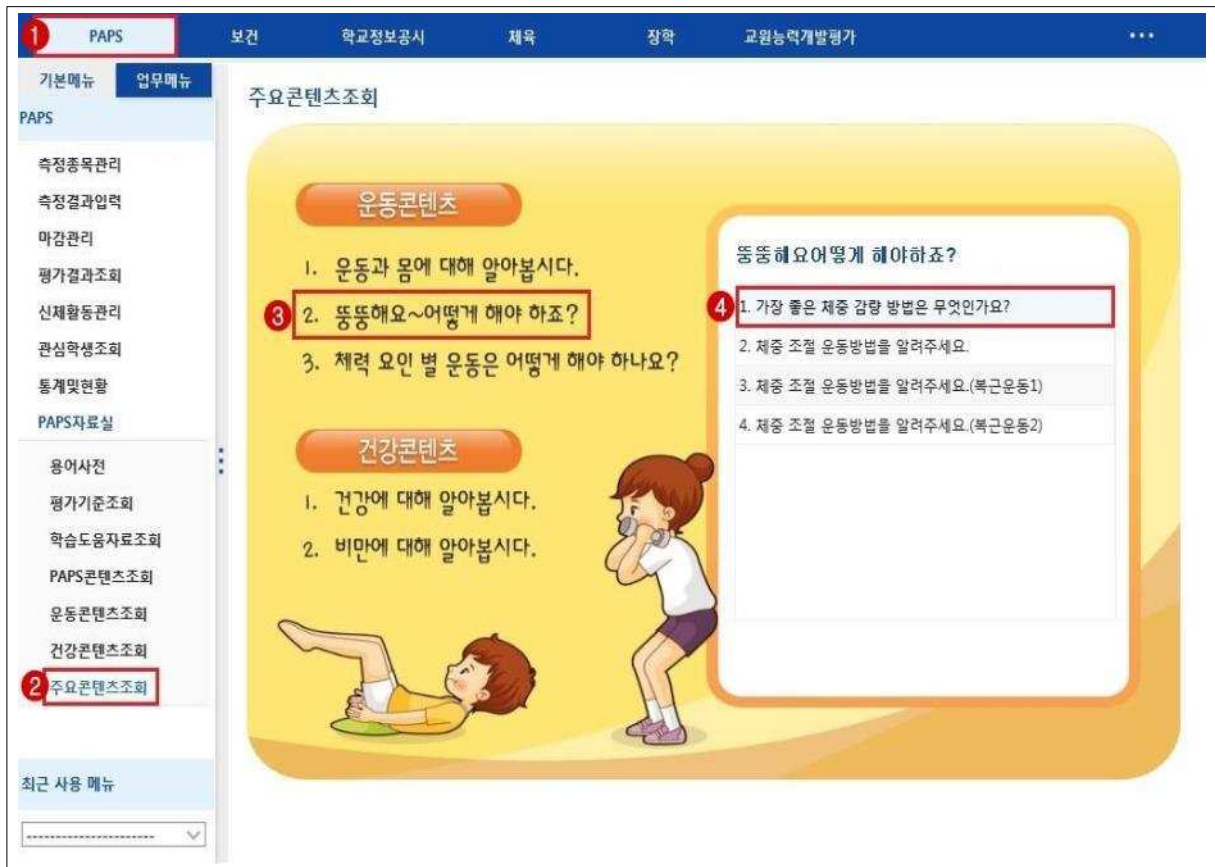 1 PAPS 보건 학교정보공시 체육 장학 교원능력개발평가 ...
기본메뉴 업무메뉴
PAPS
측정종목관리
측정결과입력
마감관리
평가결과조회
신체활동관리
관심학생조회
통계및현황
PAPS자료실
용어사전
평가기준조회
학습도움자료조회
PAPS콘텐츠조회
운동콘텐츠조회
건강콘텐츠조회
2 주요콘텐츠조회
최근 사용 메뉴
----------------------
주요콘텐츠조회
운동콘텐츠
1. 운동과 몸에 대해 알아봅시다.
3 2. 뚱뚱해요~어떻게 해야 하죠?
3. 체력 요인 별 운동은 어떻게 해야 하나요?
건강콘텐츠
1. 건강에 대해 알아봅시다.
2. 비만에 대해 알아봅시다.
뚱뚱해요어떻게 해야하죠?
4 1. 가장 좋은 체중 감량 방법은 무엇인가요?
2. 체중 조절 운동방법을 알려주세요.
3. 체중 조절 운동방법을 알려주세요.(복근운동1)
4. 체중 조절 운동방법을 알려주세요.(복근운동2)